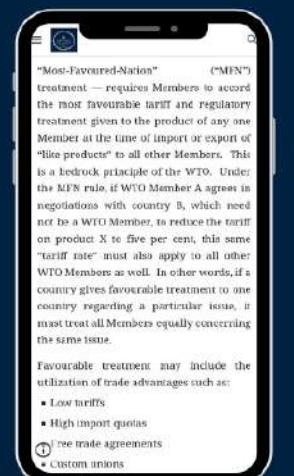 “Most-Favoured-Nation” (“MFN”)
treatment — requires Members to accord
the most favourable tariff and regulatory
treatment given to the product of any one
Member at the time of import or export of
“like products” to all other Members. This
is a bedrock principle of the WTO. Under
the MFN rule, if WTO Member A agrees in
negotiations with country B, which need
not be a WTO Member, to reduce the tariff
on product X to five per cent, this same
“tariff rate” must also apply to all other
WTO Members as well. In other words, if a
country gives favourable treatment to one
country regarding a particular issue, it
must treat all Members equally concerning
the same issue.
Favourable treatment may include the
utilization of trade advantages such as:
▪ Low tariffs
▪ High import quotas
Free trade agreements
▪ Custom unions